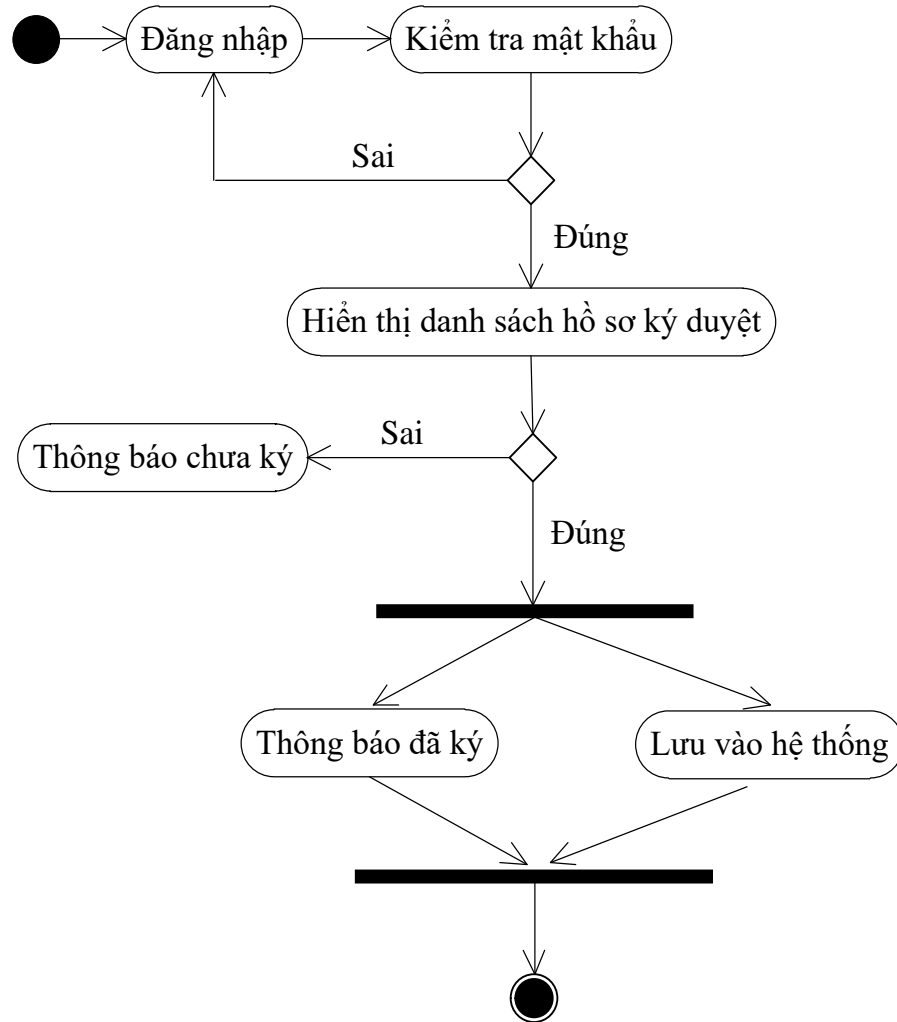 Đăng nhập
Kiểm tra mật khẩu
Sai
Đúng
Hiển thị danh sách hồ sơ ký duyệt
Sai
Thông báo chưa ký
Đúng
Thông báo đã ký
Lưu vào hệ thống